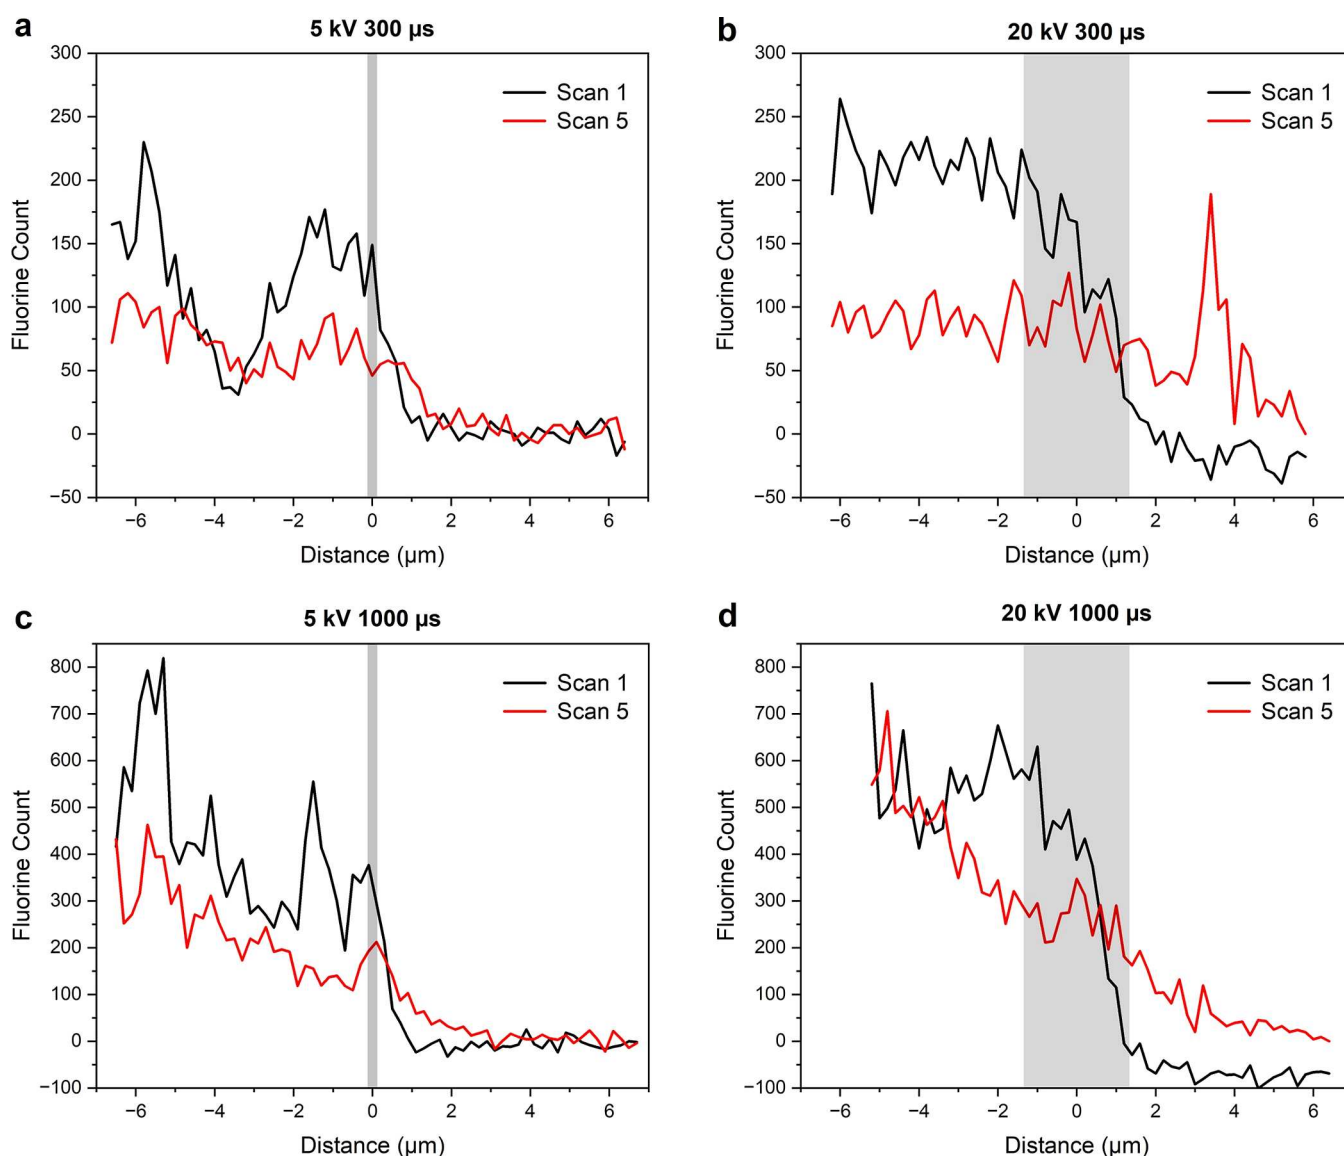 a
5 kV 300 µs
300
250
200
150
100
50
0
−50
Fluorine Count
Scan 1
Scan 5
−6
−4
−2
0
2
4
6
Distance (µm)
b
20 kV 300 µs
300
250
200
150
100
50
0
−50
Fluorine Count
Scan 1
Scan 5
−6
−4
−2
0
2
4
6
Distance (µm)
c
5 kV 1000 µs
800
700
600
500
400
300
200
100
0
−100
Fluorine Count
Scan 1
Scan 5
−6
−4
−2
0
2
4
6
Distance (µm)
d
20 kV 1000 µs
800
700
600
500
400
300
200
100
0
−100
Fluorine Count
Scan 1
Scan 5
−6
−4
−2
0
2
4
6
Distance (µm)